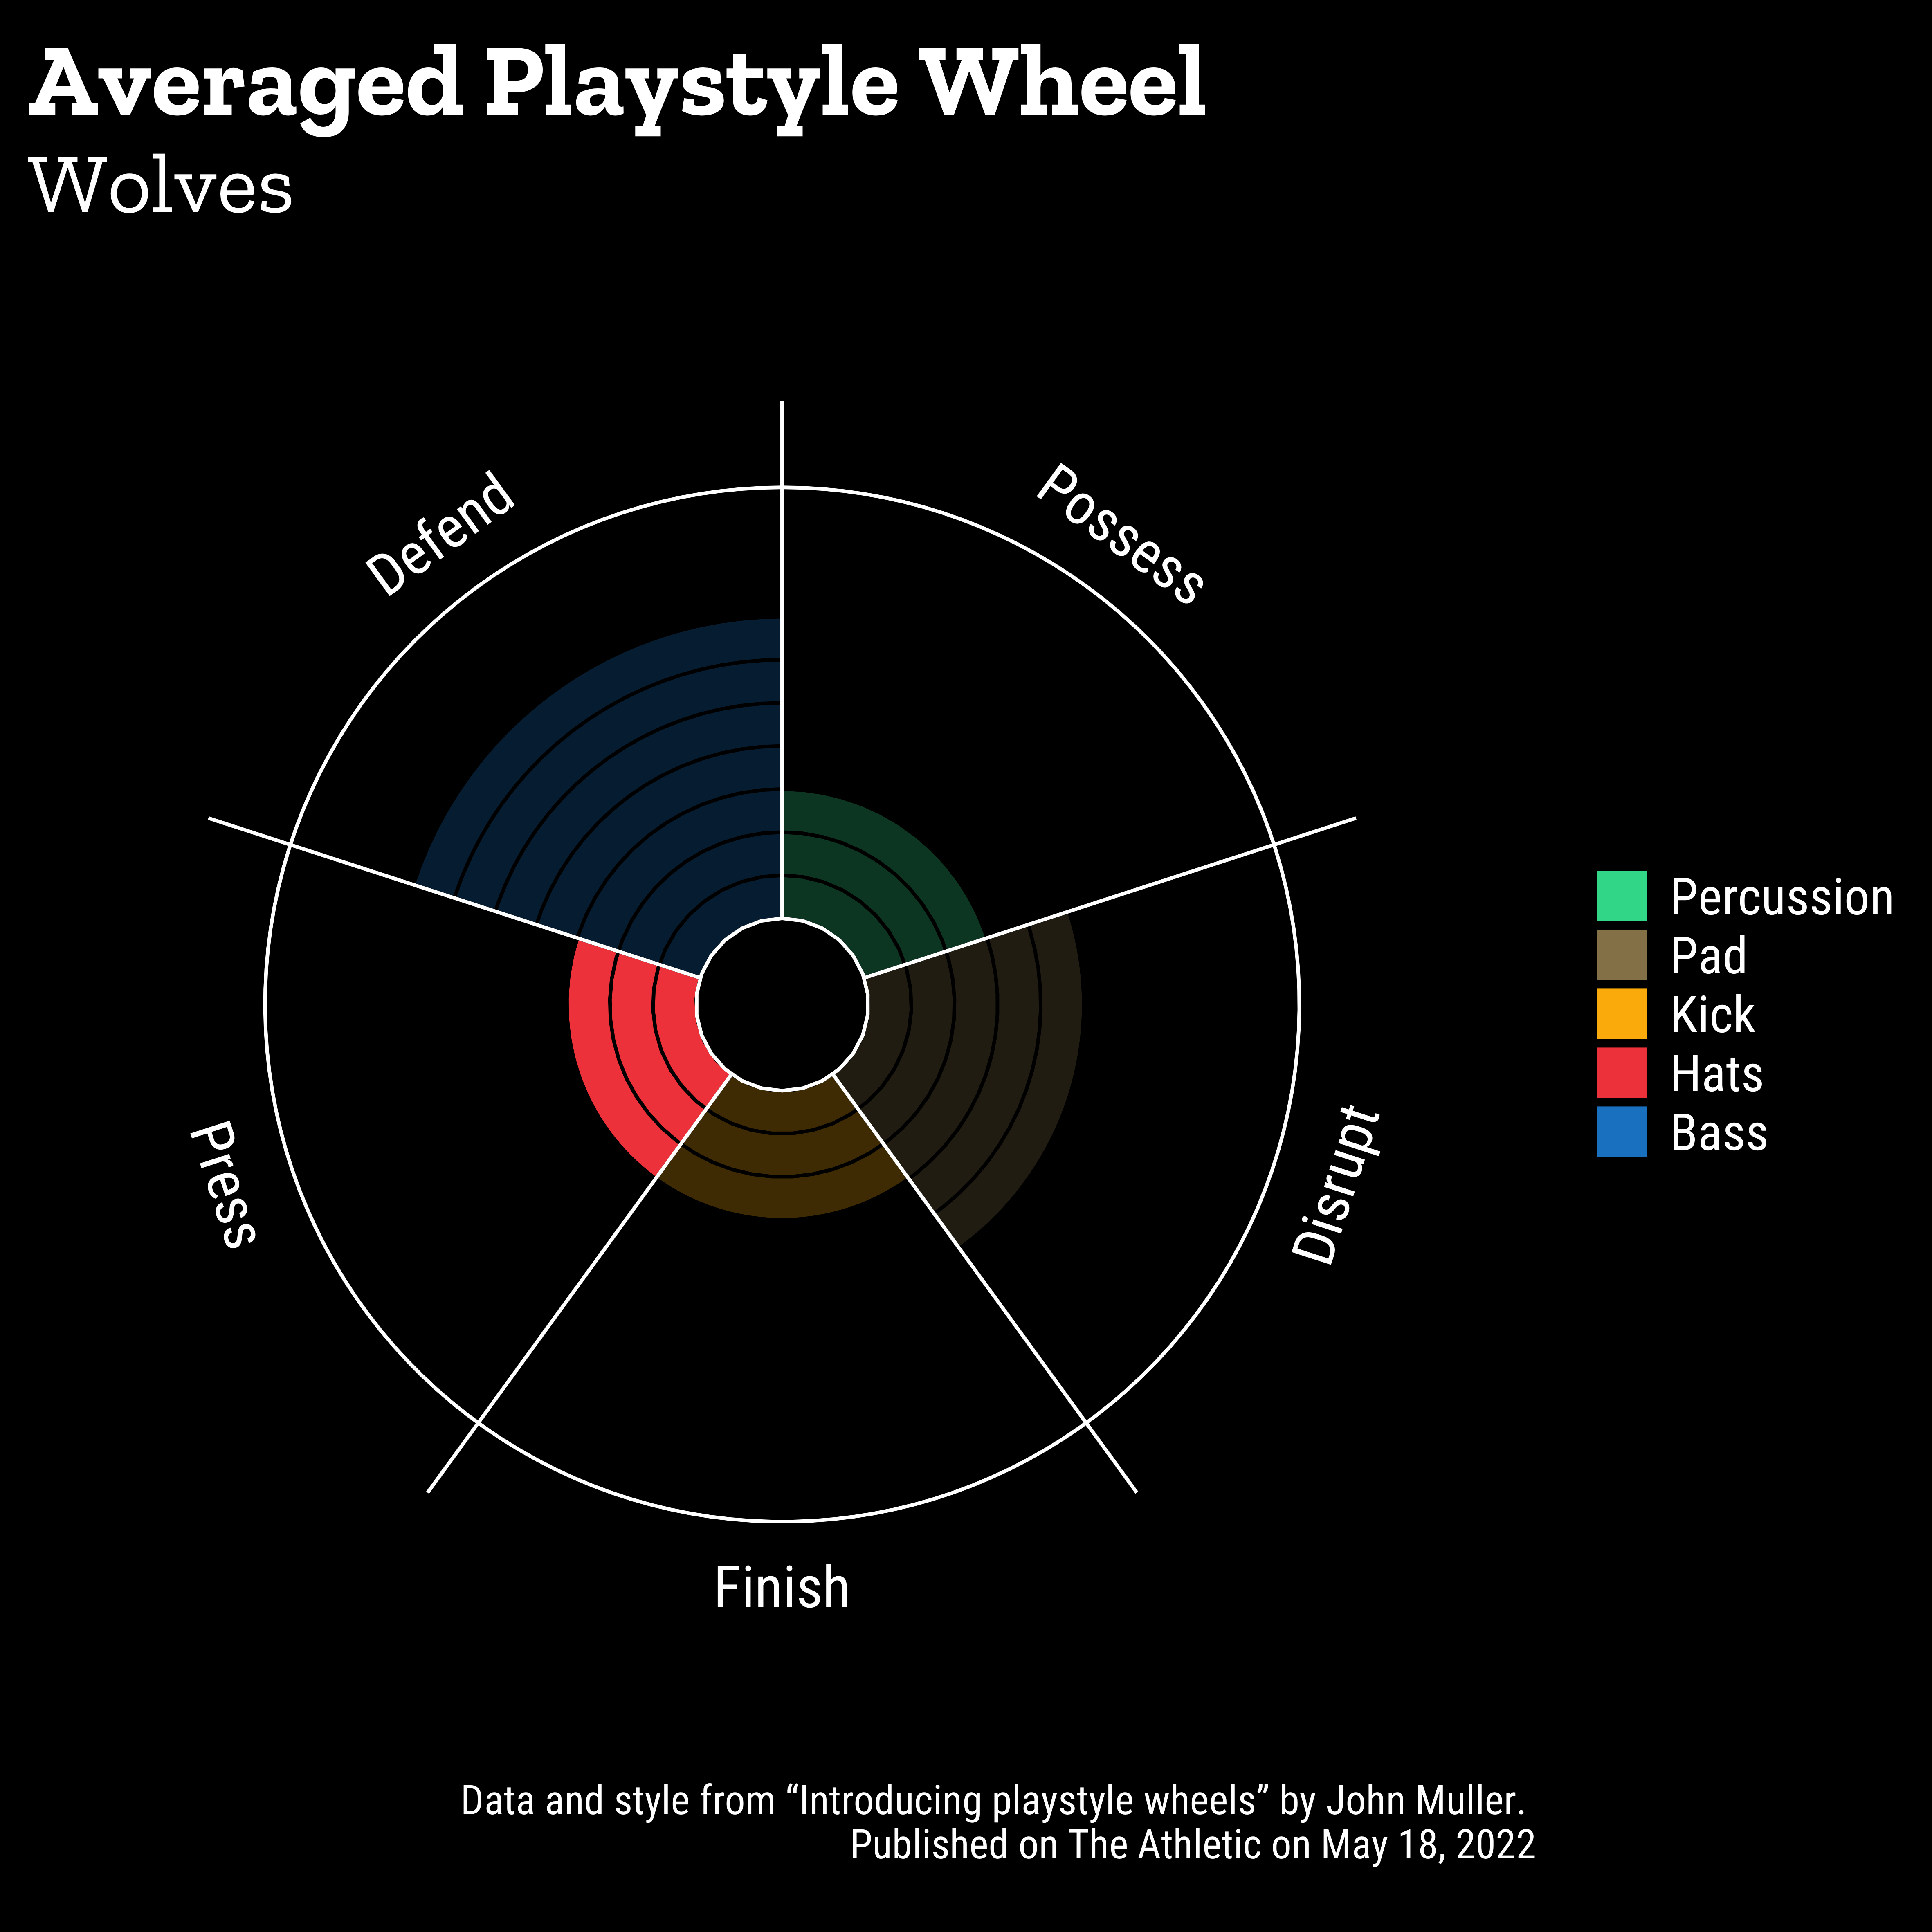 Averaged Playstyle Wheel
Wolves
Defend
Possess
Press
Disrupt
Finish
Percussion
Pad
Kick
Hats
Bass
Data and style from “Introducing playstyle wheels” by John Muller.
Published on The Athletic on May 18, 2022